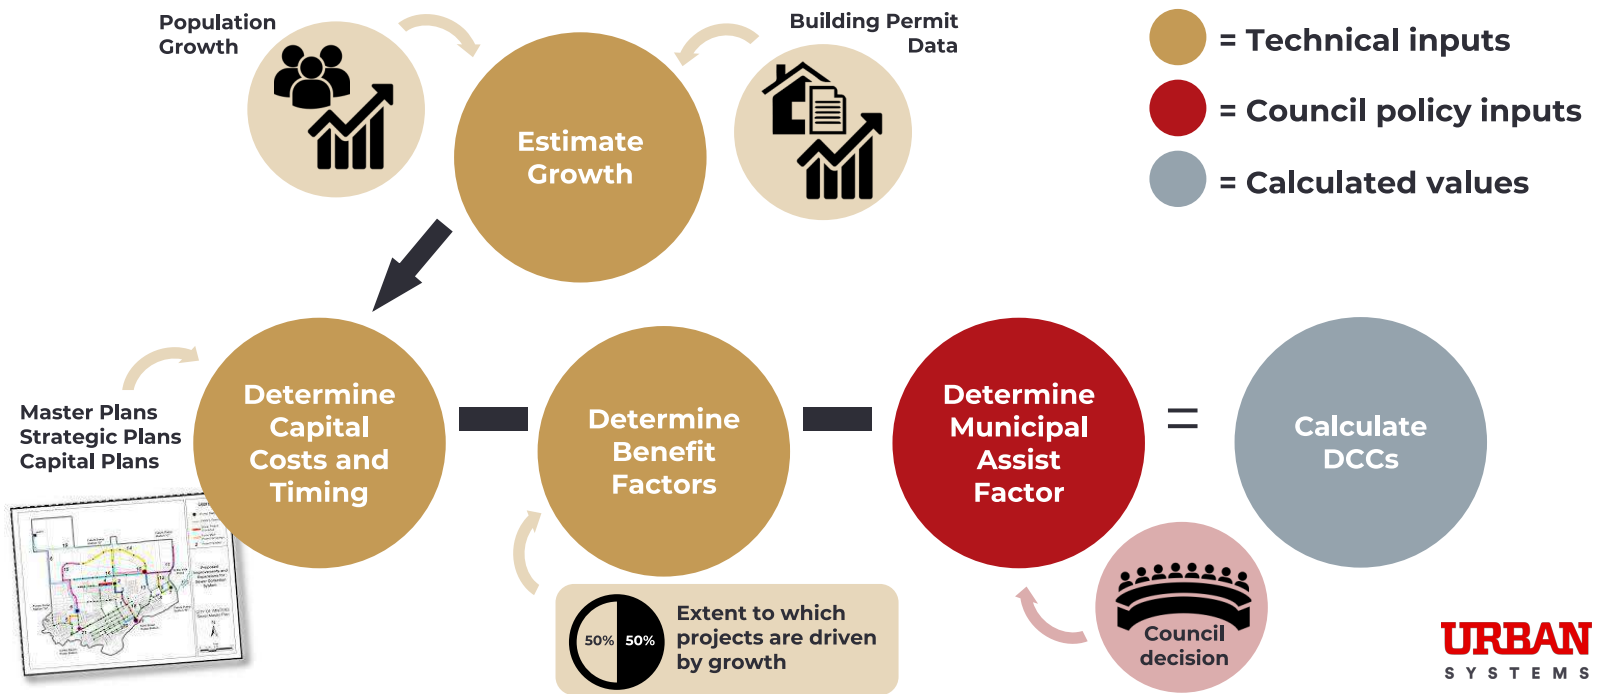 Population
Growth
Building Permit
Data
Estimate
Growth
= Technical inputs
= Council policy inputs
= Calculated values
Master Plans
Strategic Plans
Capital Plans
Determine
Capital
Costs and
Timing
Determine
Benefit
Factors
Determine
Municipal
Assist
Factor
=
Calculate
DCCs
50% 50%
Extent to which
projects are driven
by growth
Council
decision
URBAN
SYSTEMS